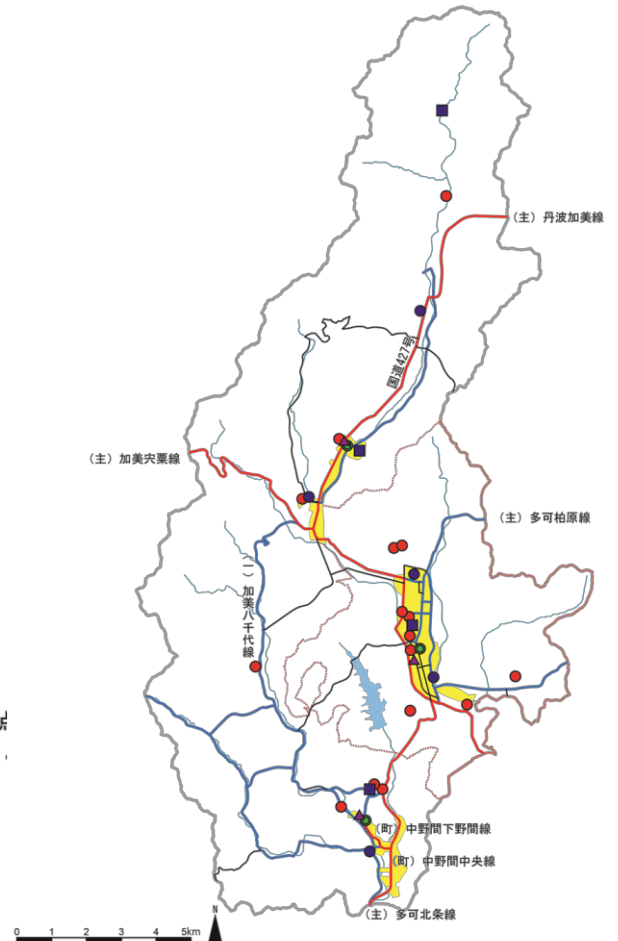 (主) 丹波加美線
国道427号
(主) 加美宍粟線
(主) 多可柏原線
(一) 加美八千代線
点
(町) 中野間下野間線
(町) 中野間中央線
(主) 多可北条線
N
0 1 2 3 4 5km